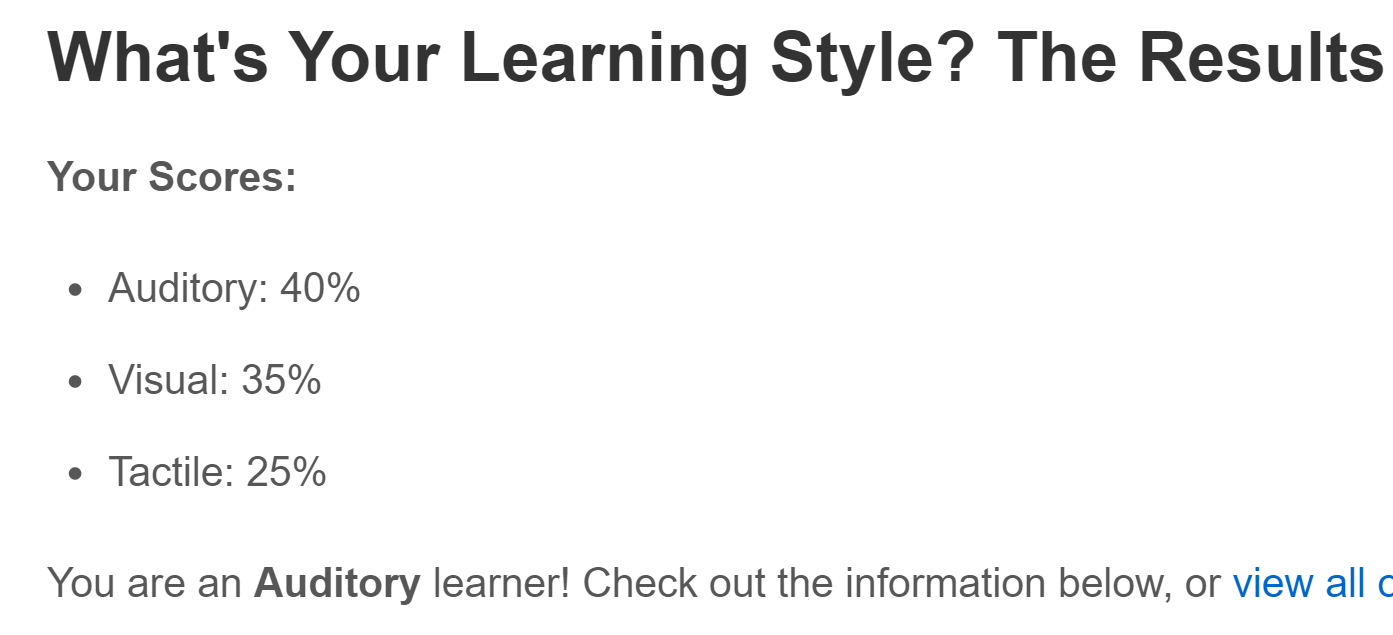 What's Your Learning Style? The Results
Your Scores:
• Auditory: 40%
• Visual: 35%
• Tactile: 25%
You are an Auditory learner! Check out the information below, or view all